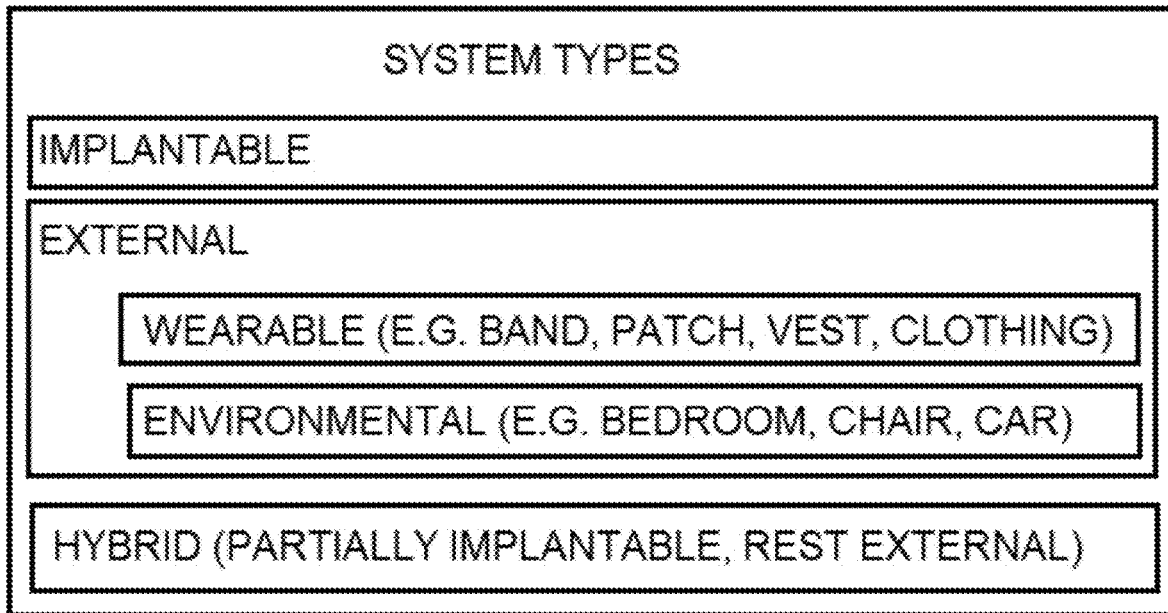 SYSTEM TYPES
IMPLANTABLE
EXTERNAL
WEARABLE (E.G. BAND, PATCH, VEST, CLOTHING)
ENVIRONMENTAL (E.G. BEDROOM, CHAIR, CAR)
HYBRID (PARTIALLY IMPLANTABLE, REST EXTERNAL)